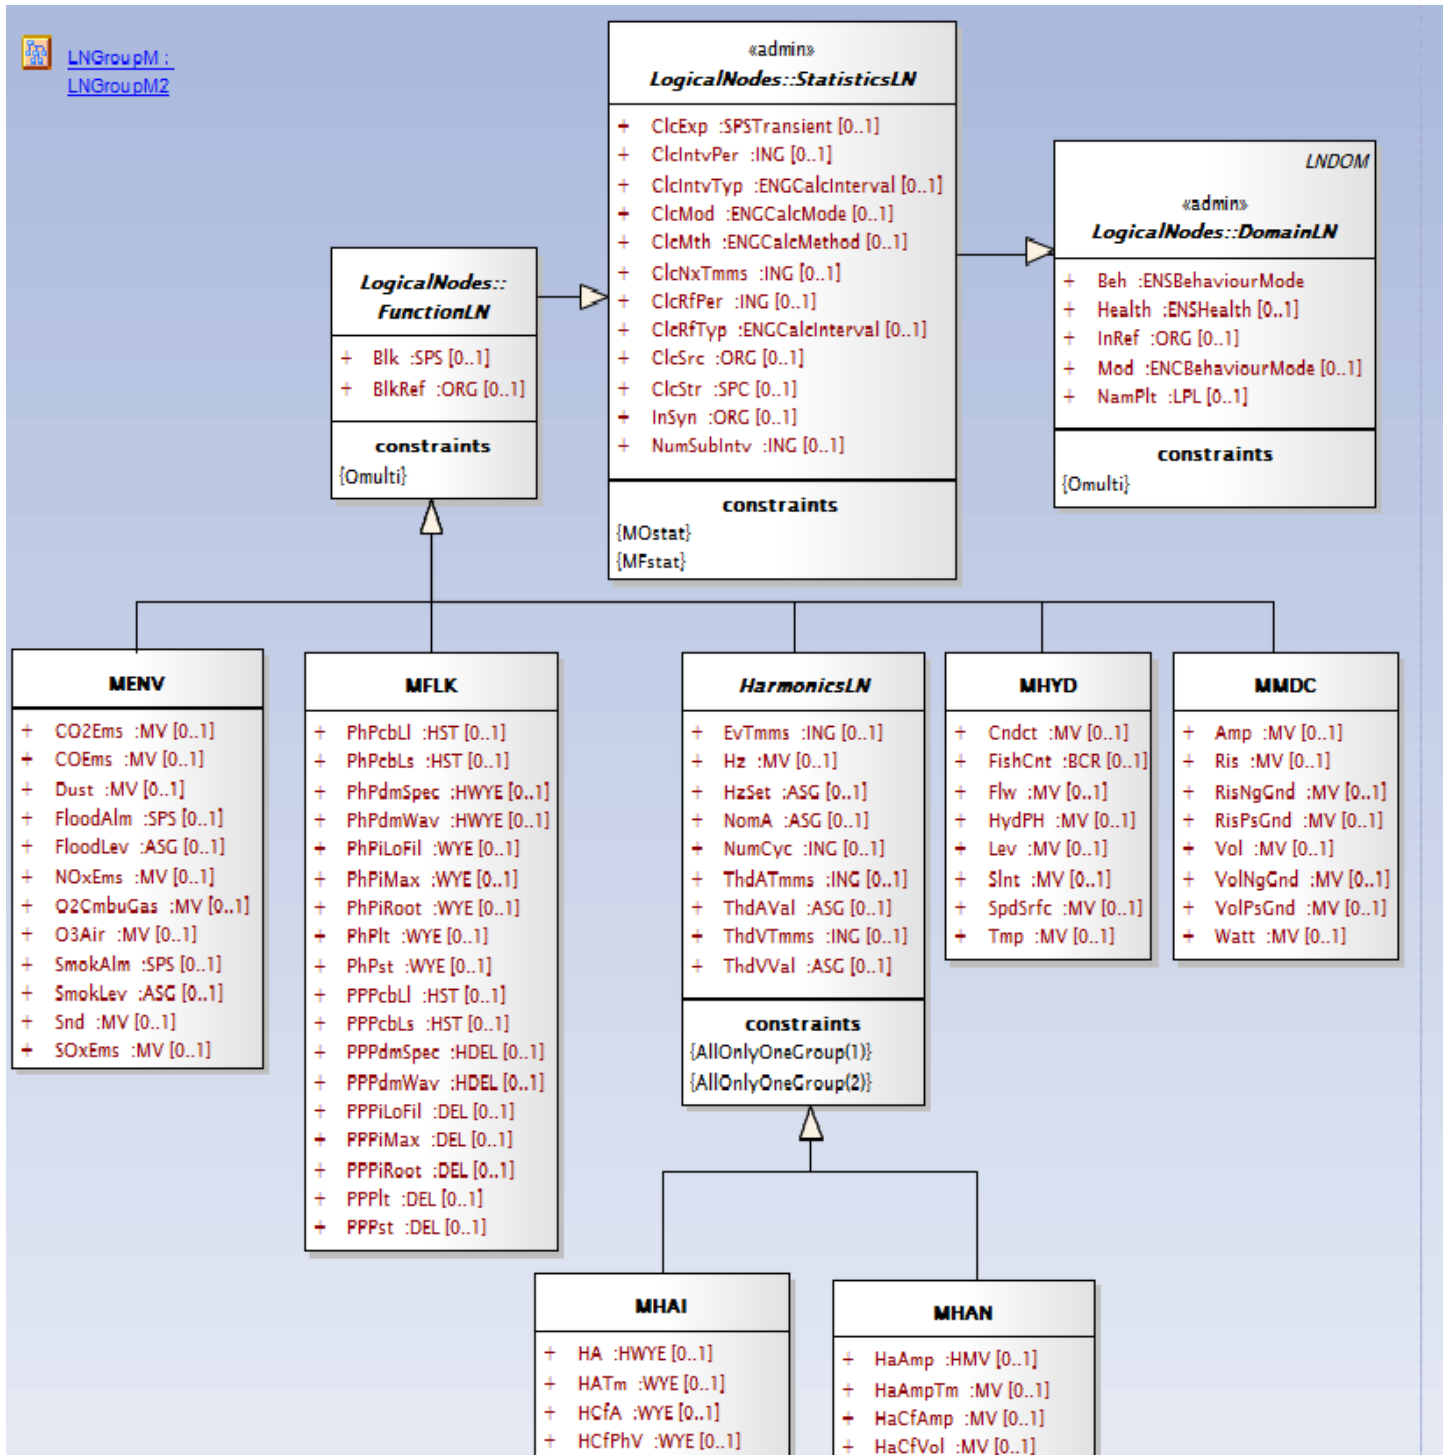 LNGroupM :
LNGroupM2
«admin»
LogicalNodes::StatisticsLN
+ ClcExp :SPSTransient [0..1]
+ ClcIntvPer :ING [0..1]
+ ClcIntvTyp :ENGCalcInterval [0..1]
+ ClcMod :ENGCalcMode [0..1]
+ ClcMth :ENGCalcMethod [0..1]
+ ClcNxTmms :ING [0..1]
+ ClcRfPer :ING [0..1]
+ ClcRfTyp :ENGCalcInterval [0..1]
+ ClcSrc :ORG [0..1]
+ ClcStr :SPC [0..1]
+ InSyn :ORG [0..1]
+ NumSubIntv :ING [0..1]
constraints
{MOstat}
{MFstat}
LNDOM
«admin»
LogicalNodes::DomainLN
+ Beh :ENSBehaviourMode
+ Health :ENSHealth [0..1]
+ InRef :ORG [0..1]
+ Mod :ENCBehaviourMode [0..1]
+ NamPlt :LPL [0..1]
constraints
{Omulti}
LogicalNodes::
FunctionLN
+ Blk :SPS [0..1]
+ BlkRef :ORG [0..1]
constraints
{Omulti}
MENV
+ CO2Ems :MV [0..1]
+ COEms :MV [0..1]
+ Dust :MV [0..1]
+ FloodAlm :SPS [0..1]
+ FloodLev :ASG [0..1]
+ NOxEms :MV [0..1]
+ O2CmbuGas :MV [0..1]
+ O3Air :MV [0..1]
+ SmokAlm :SPS [0..1]
+ SmokLev :ASG [0..1]
+ Snd :MV [0..1]
+ SOxEms :MV [0..1]
MFLK
+ PhPcbLl :HST [0..1]
+ PhPcbLs :HST [0..1]
+ PhPdmSpec :HWYE [0..1]
+ PhPdmWav :HWYE [0..1]
+ PhPiLoFil :WYE [0..1]
+ PhPiMax :WYE [0..1]
+ PhPiRoot :WYE [0..1]
+ PhPlt :WYE [0..1]
+ PhPst :WYE [0..1]
+ PPPcbLl :HST [0..1]
+ PPPcbLs :HST [0..1]
+ PPPdmSpec :HDEL [0..1]
+ PPPdmWav :HDEL [0..1]
+ PPPiLoFil :DEL [0..1]
+ PPPiMax :DEL [0..1]
+ PPPiRoot :DEL [0..1]
+ PPPlt :DEL [0..1]
+ PPPst :DEL [0..1]
HarmonicsLN
+ EvTmms :ING [0..1]
+ Hz :MV [0..1]
+ HzSet :ASG [0..1]
+ NomA :ASG [0..1]
+ NumCyc :ING [0..1]
+ ThdATmms :ING [0..1]
+ ThdAVal :ASG [0..1]
+ ThdVTmms :ING [0..1]
+ ThdVVal :ASG [0..1]
constraints
{AllOnlyOneGroup(1)}
{AllOnlyOneGroup(2)}
MHYD
+ Cndct :MV [0..1]
+ FishCnt :BCR [0..1]
+ Flw :MV [0..1]
+ HydPH :MV [0..1]
+ Lev :MV [0..1]
+ Slnt :MV [0..1]
+ SpdSrfc :MV [0..1]
+ Tmp :MV [0..1]
MMDC
+ Amp :MV [0..1]
+ Ris :MV [0..1]
+ RisNgGnd :MV [0..1]
+ RisPsGnd :MV [0..1]
+ Vol :MV [0..1]
+ VolNgGnd :MV [0..1]
+ VolPsGnd :MV [0..1]
+ Watt :MV [0..1]
MHAI
+ HA :HWYE [0..1]
+ HATm :WYE [0..1]
+ HCfA :WYE [0..1]
+ HCfPhV :WYE [0..1]
MHAN
+ HaAmp :HMV [0..1]
+ HaAmpTm :MV [0..1]
+ HaCfAmp :MV [0..1]
+ HaCfVol :MV [0..1]